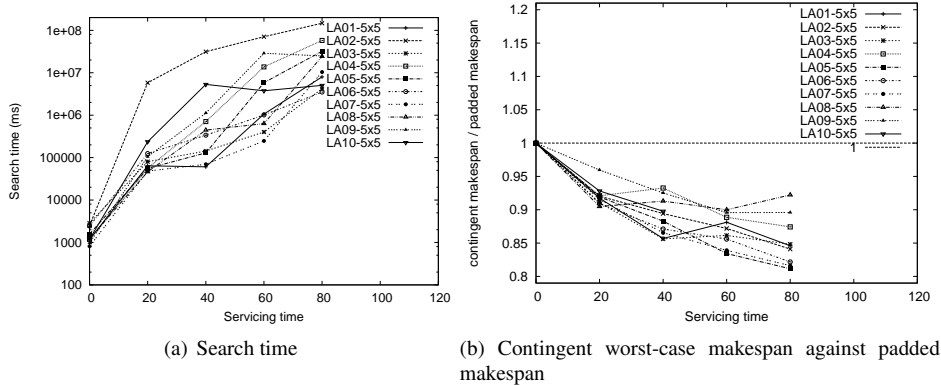 1e+08
1e+07
1e+06
100000
10000
1000
100
0
20
40
60
80
100
120
Search time (ms)
Servicing time
LA01-5x5
LA02-5x5
LA03-5x5
LA04-5x5
LA05-5x5
LA06-5x5
LA07-5x5
LA08-5x5
LA09-5x5
LA10-5x5
(a) Search time
1.2
1.15
1.1
1.05
1
0.95
0.9
0.85
0.8
0
20
40
60
80
100
120
contingent makespan / padded makespan
Servicing time
LA01-5x5
LA02-5x5
LA03-5x5
LA04-5x5
LA05-5x5
LA06-5x5
LA07-5x5
LA08-5x5
LA09-5x5
LA10-5x5
1
(b) Contingent worst-case makespan against padded
makespan